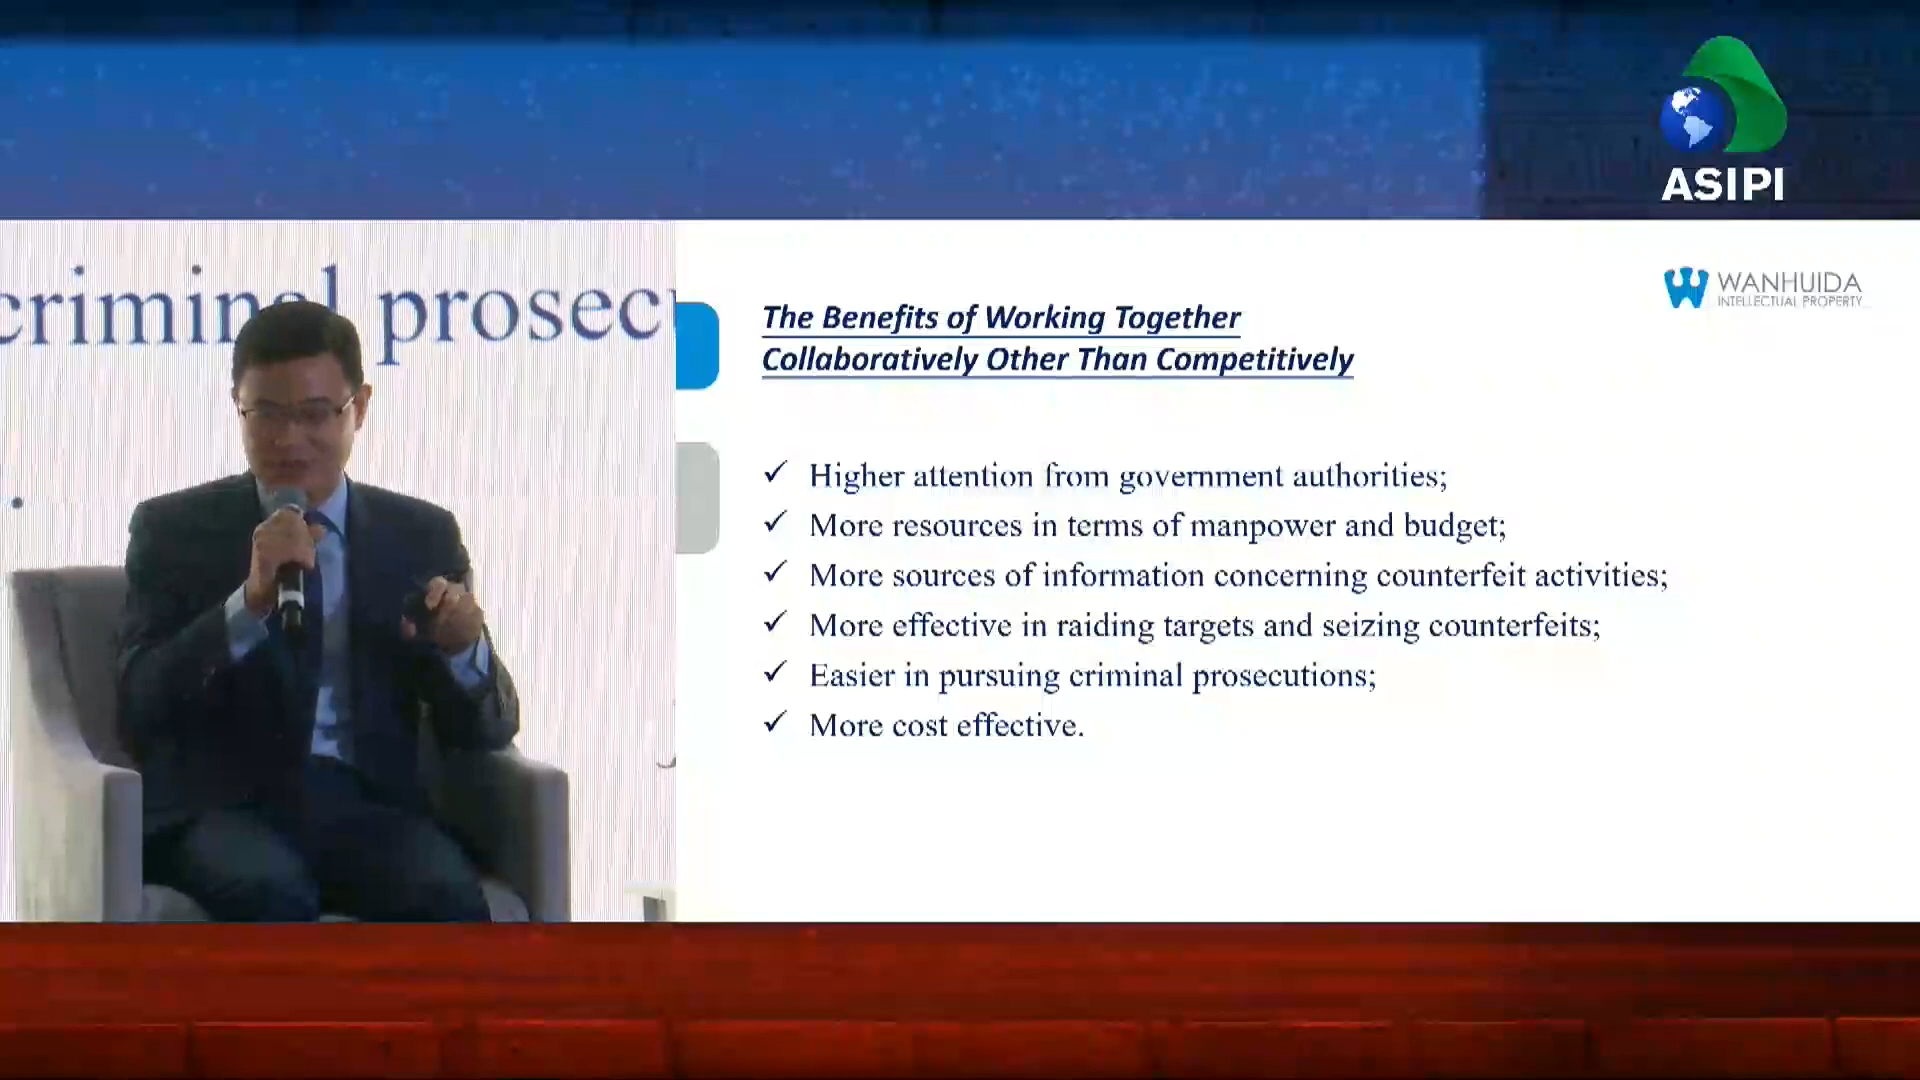 ASIPI
criminal prosec
WANHUIDA
INTELLECTUAL PROPERTY
The Benefits of Working Together
Collaboratively Other Than Competitively
✓ Higher attention from government authorities;
✓ More resources in terms of manpower and budget;
✓ More sources of information concerning counterfeit activities;
✓ More effective in raiding targets and seizing counterfeits;
✓ Easier in pursuing criminal prosecutions;
✓ More cost effective.